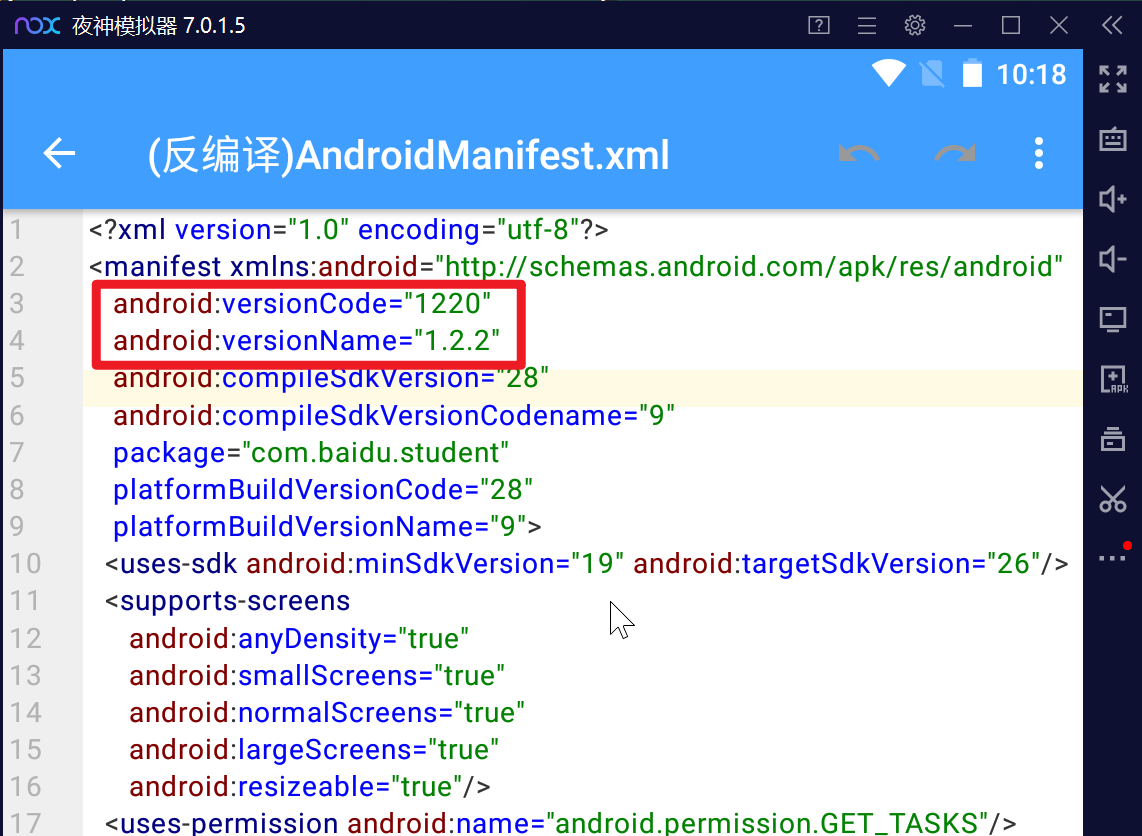 nox 夜神模拟器 7.0.1.5
10:18
(反编译)AndroidManifest.xml
1 <?xml version="1.0" encoding="utf-8"?>
2 <manifest xmlns:android="http://schemas.android.com/apk/res/android"
3 android:versionCode="1220"
4 android:versionName="1.2.2"
5 android:compileSdkVersion="28"
6 android:compileSdkVersionCodename="9"
7 package="com.baidu.student"
8 platformBuildVersionCode="28"
9 platformBuildVersionName="9">
10 <uses-sdk android:minSdkVersion="19" android:targetSdkVersion="26"/>
11 <supports-screens
12 android:anyDensity="true"
13 android:smallScreens="true"
14 android:normalScreens="true"
15 android:largeScreens="true"
16 android:resizeable="true"/>
17 <uses-permission android:name="android.permission.GET_TASKS"/>
APK